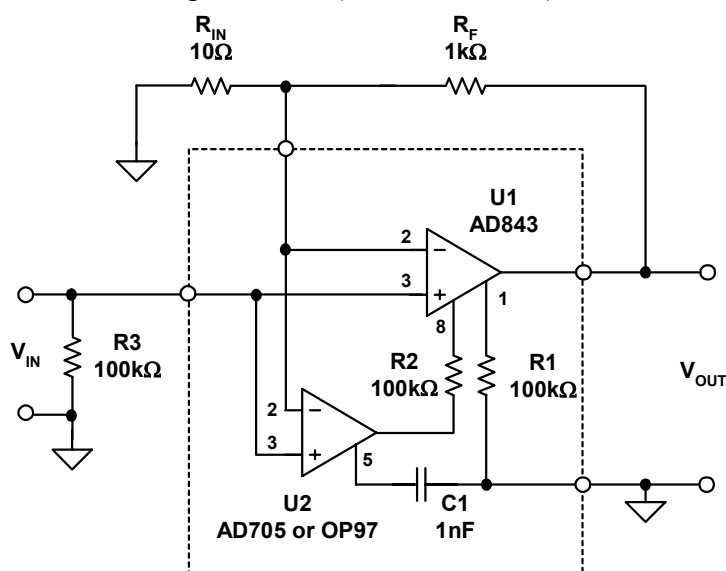 R_IN
10Ω
R_F
1kΩ
U1
AD843
2
3
8
1
V_IN
R3
100kΩ
R2
100kΩ
R1
100kΩ
V_OUT
2
3
5
U2
AD705 or OP97
C1
1nF